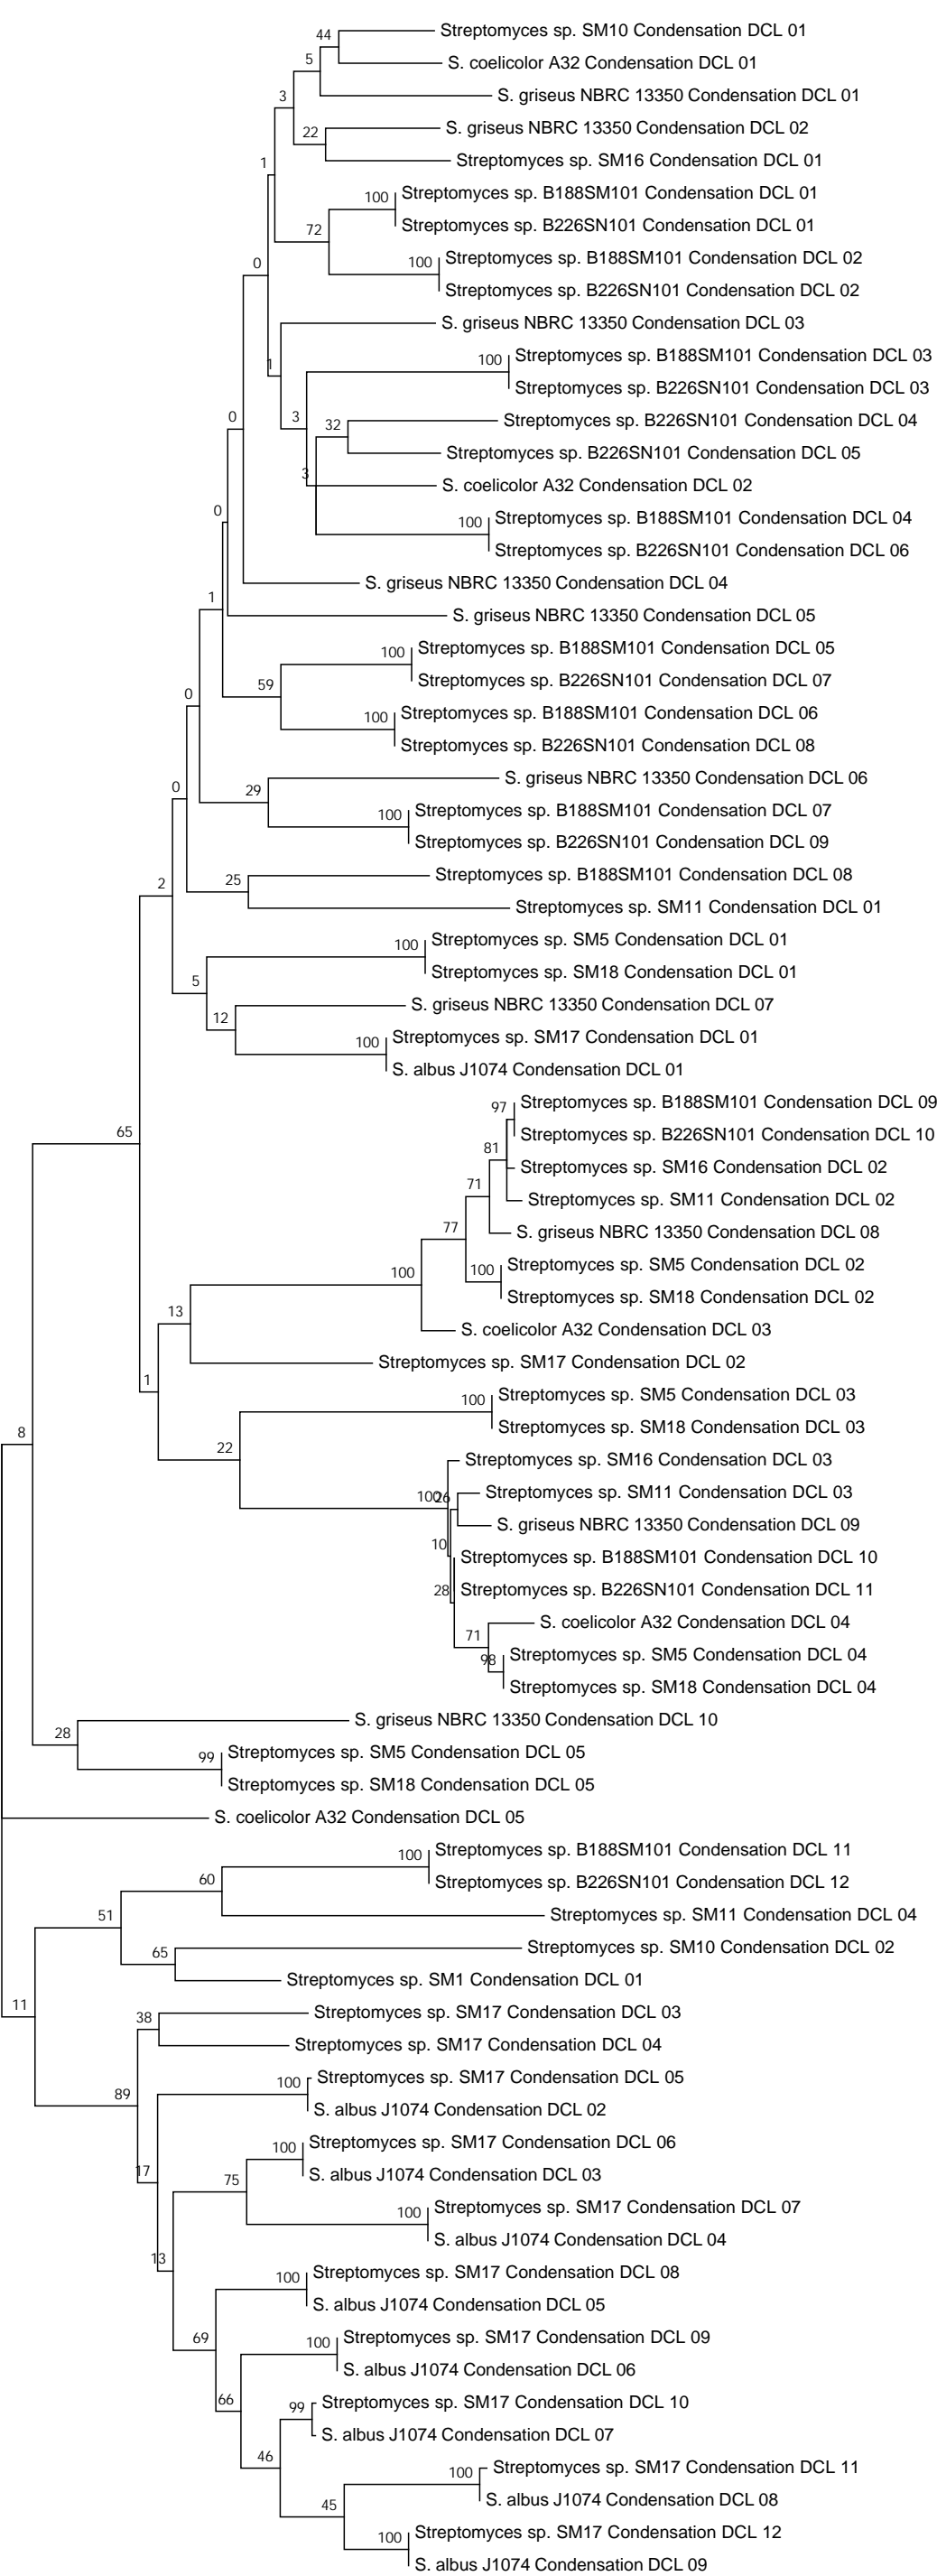 44
Streptomyces sp. SM10 Condensation DCL 01
5
S. coelicolor A32 Condensation DCL 01
3
S. griseus NBRC 13350 Condensation DCL 01
22
S. griseus NBRC 13350 Condensation DCL 02
1
Streptomyces sp. SM16 Condensation DCL 01
100
Streptomyces sp. B188SM101 Condensation DCL 01
72
Streptomyces sp. B226SN101 Condensation DCL 01
0
100
Streptomyces sp. B188SM101 Condensation DCL 02
Streptomyces sp. B226SN101 Condensation DCL 02
S. griseus NBRC 13350 Condensation DCL 03
1
100
Streptomyces sp. B188SM101 Condensation DCL 03
Streptomyces sp. B226SN101 Condensation DCL 03
0
3
32
Streptomyces sp. B226SN101 Condensation DCL 04
Streptomyces sp. B226SN101 Condensation DCL 05
3
S. coelicolor A32 Condensation DCL 02
0
100
Streptomyces sp. B188SM101 Condensation DCL 04
Streptomyces sp. B226SN101 Condensation DCL 06
S. griseus NBRC 13350 Condensation DCL 04
1
S. griseus NBRC 13350 Condensation DCL 05
100
Streptomyces sp. B188SM101 Condensation DCL 05
59
Streptomyces sp. B226SN101 Condensation DCL 07
0
100
Streptomyces sp. B188SM101 Condensation DCL 06
Streptomyces sp. B226SN101 Condensation DCL 08
0
29
S. griseus NBRC 13350 Condensation DCL 06
100
Streptomyces sp. B188SM101 Condensation DCL 07
Streptomyces sp. B226SN101 Condensation DCL 09
2
25
Streptomyces sp. B188SM101 Condensation DCL 08
Streptomyces sp. SM11 Condensation DCL 01
100
Streptomyces sp. SM5 Condensation DCL 01
5
Streptomyces sp. SM18 Condensation DCL 01
12
S. griseus NBRC 13350 Condensation DCL 07
100
Streptomyces sp. SM17 Condensation DCL 01
S. albus J1074 Condensation DCL 01
97
Streptomyces sp. B188SM101 Condensation DCL 09
65
Streptomyces sp. B226SN101 Condensation DCL 10
81
Streptomyces sp. SM16 Condensation DCL 02
71
Streptomyces sp. SM11 Condensation DCL 02
77
S. griseus NBRC 13350 Condensation DCL 08
100
100
Streptomyces sp. SM5 Condensation DCL 02
Streptomyces sp. SM18 Condensation DCL 02
13
S. coelicolor A32 Condensation DCL 03
Streptomyces sp. SM17 Condensation DCL 02
1
100
Streptomyces sp. SM5 Condensation DCL 03
Streptomyces sp. SM18 Condensation DCL 03
8
22
Streptomyces sp. SM16 Condensation DCL 03
100
26
Streptomyces sp. SM11 Condensation DCL 03
S. griseus NBRC 13350 Condensation DCL 09
10
Streptomyces sp. B188SM101 Condensation DCL 10
28
Streptomyces sp. B226SN101 Condensation DCL 11
S. coelicolor A32 Condensation DCL 04
71
98
Streptomyces sp. SM5 Condensation DCL 04
Streptomyces sp. SM18 Condensation DCL 04
S. griseus NBRC 13350 Condensation DCL 10
28
99
Streptomyces sp. SM5 Condensation DCL 05
Streptomyces sp. SM18 Condensation DCL 05
S. coelicolor A32 Condensation DCL 05
100
Streptomyces sp. B188SM101 Condensation DCL 11
60
Streptomyces sp. B226SN101 Condensation DCL 12
51
Streptomyces sp. SM11 Condensation DCL 04
65
Streptomyces sp. SM10 Condensation DCL 02
Streptomyces sp. SM1 Condensation DCL 01
11
38
Streptomyces sp. SM17 Condensation DCL 03
Streptomyces sp. SM17 Condensation DCL 04
89
100
Streptomyces sp. SM17 Condensation DCL 05
S. albus J1074 Condensation DCL 02
17
100
Streptomyces sp. SM17 Condensation DCL 06
75
S. albus J1074 Condensation DCL 03
100
Streptomyces sp. SM17 Condensation DCL 07
S. albus J1074 Condensation DCL 04
13
100
Streptomyces sp. SM17 Condensation DCL 08
S. albus J1074 Condensation DCL 05
69
100
Streptomyces sp. SM17 Condensation DCL 09
S. albus J1074 Condensation DCL 06
66
99
Streptomyces sp. SM17 Condensation DCL 10
S. albus J1074 Condensation DCL 07
46
100
Streptomyces sp. SM17 Condensation DCL 11
S. albus J1074 Condensation DCL 08
45
100
Streptomyces sp. SM17 Condensation DCL 12
S. albus J1074 Condensation DCL 09